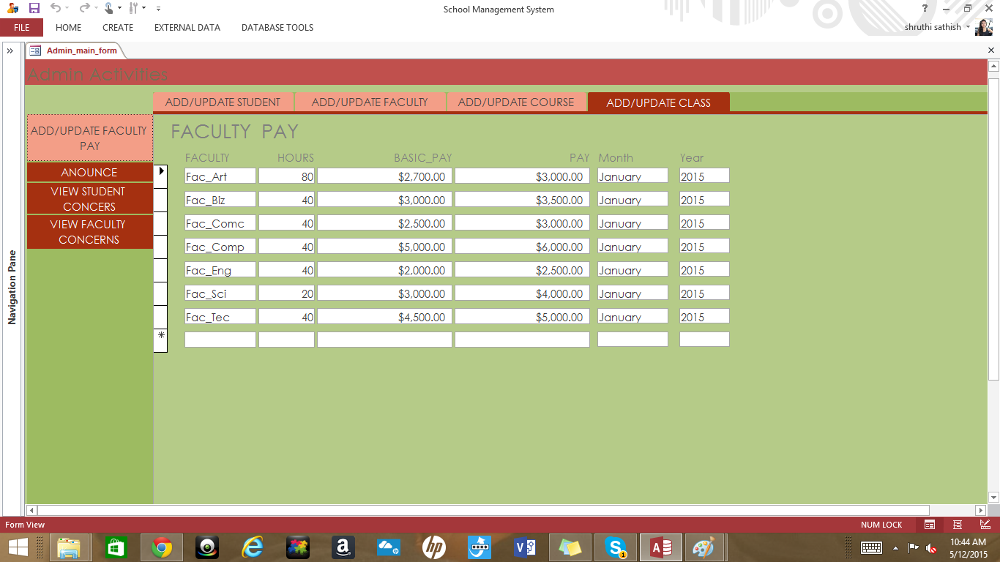 School Management System
?
FILE HOME CREATE EXTERNAL DATA DATABASE TOOLS
shruthi sathish
Admin_main_form
Admin Activities
ADD/UPDATE STUDENT ADD/UPDATE FACULTY ADD/UPDATE COURSE ADD/UPDATE CLASS
ADD/UPDATE FACULTY
PAY
ANOUNCE
VIEW STUDENT
CONCERS
VIEW FACULTY
CONCERNS
Navigation Pane
FACULTY PAY
FACULTY HOURS BASIC_PAY PAY Month Year
Fac_Art 80 $2,700.00 $3,000.00 January 2015
Fac_Biz 40 $3,000.00 $3,500.00 January 2015
Fac_Comc 40 $2,500.00 $3,000.00 January 2015
Fac_Comp 40 $5,000.00 $6,000.00 January 2015
Fac_Eng 40 $2,000.00 $2,500.00 January 2015
Fac_Sci 20 $3,000.00 $4,000.00 January 2015
Fac_Tec 40 $4,500.00 $5,000.00 January 2015
*
Form View
NUM LOCK
a hp V S 1 A
10:44 AM
5/12/2015